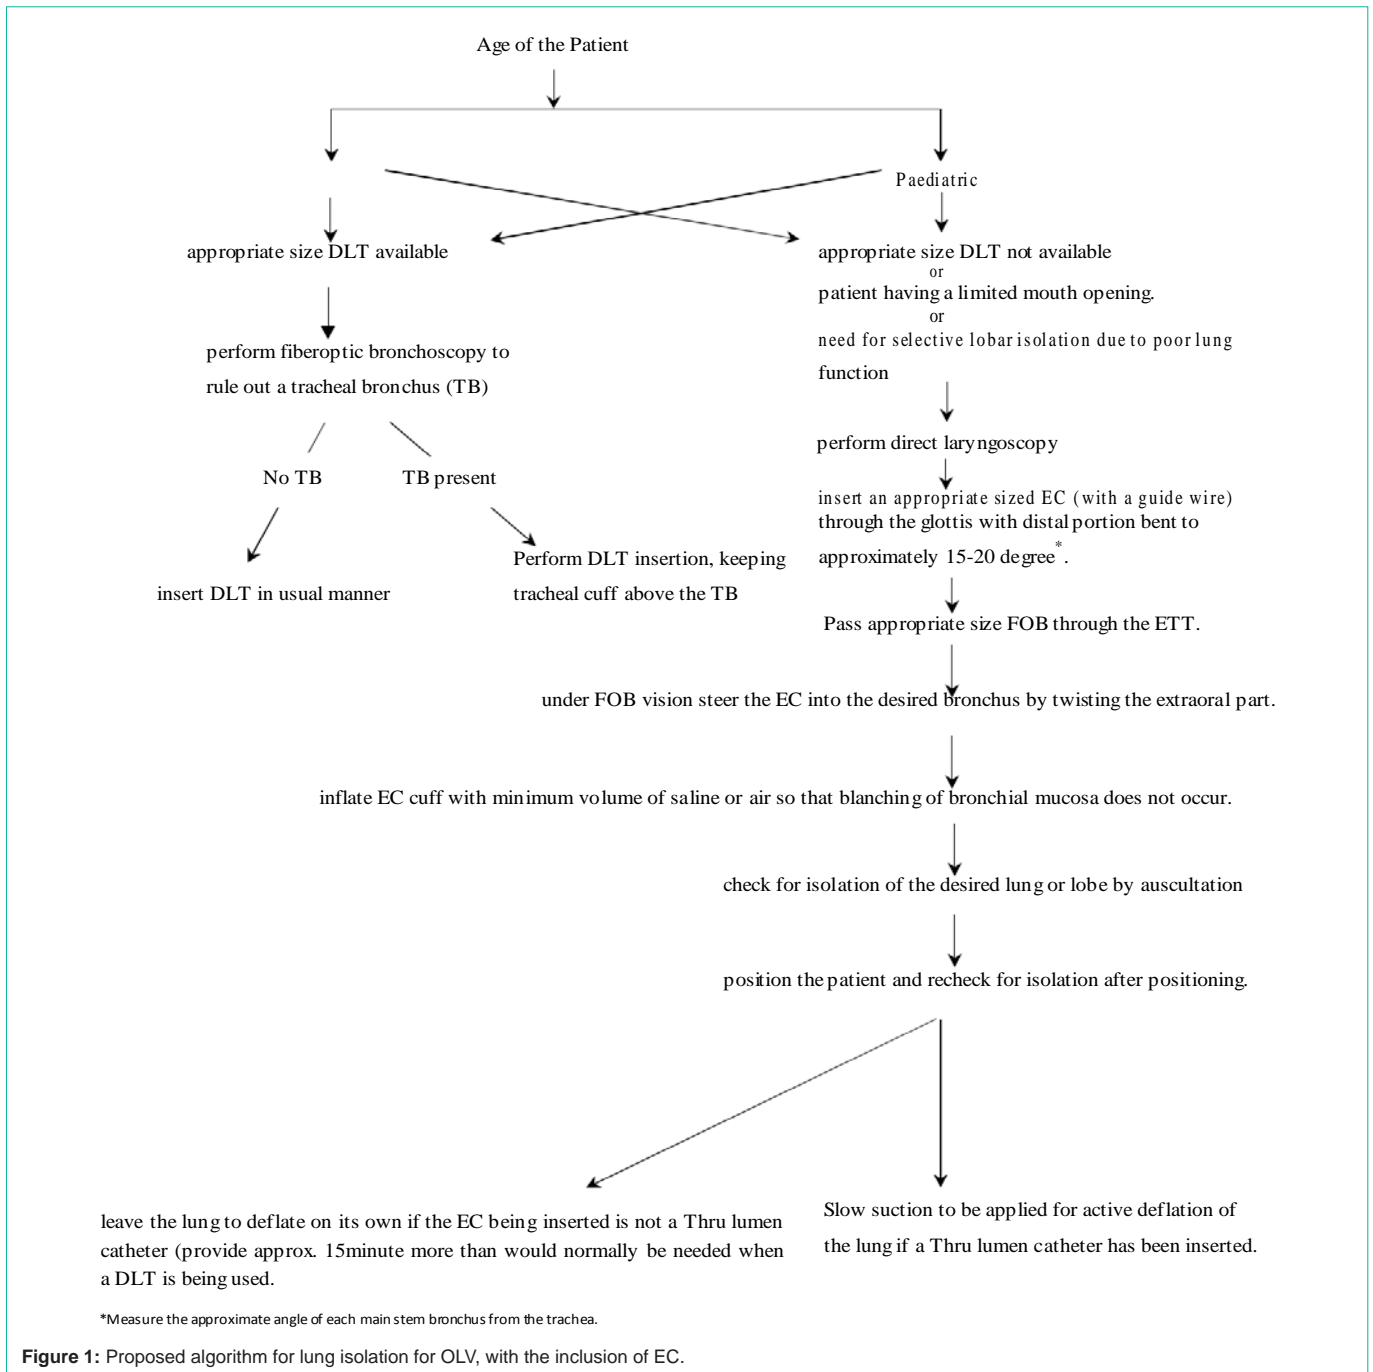 Age of the Patient
Paediatric
appropriate size DLT available
appropriate size DLT not available
or
patient having a limited mouth opening.
or
need for selective lobar isolation due to poor lung
function
perform fiberoptic bronchoscopy to
rule out a tracheal bronchus (TB)
No TB
TB present
insert DLT in usual manner
Perform DLT insertion, keeping
tracheal cuff above the TB
perform direct laryngoscopy
insert an appropriate sized EC (with a guide wire)
through the glottis with distal portion bent to
approximately 15-20 degree*.
Pass appropriate size FOB through the ETT.
under FOB vision steer the EC into the desired bronchus by twisting the extraoral part.
inflate EC cuff with minimum volume of saline or air so that blanching of bronchial mucosa does not occur.
check for isolation of the desired lung or lobe by auscultation
position the patient and recheck for isolation after positioning.
leave the lung to deflate on its own if the EC being inserted is not a Thru lumen
catheter (provide approx. 15minute more than would normally be needed when
a DLT is being used.
Slow suction to be applied for active deflation of
the lung if a Thru lumen catheter has been inserted.
*Measure the approximate angle of each main stem bronchus from the trachea.
Figure 1: Proposed algorithm for lung isolation for OLV, with the inclusion of EC.